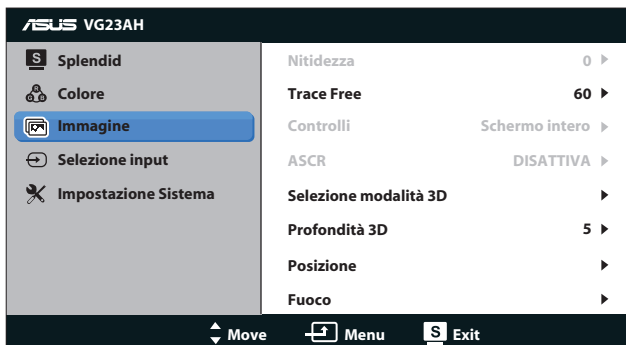 ASUS VG23AH
S Splendid
Colore
Immagine
Selezione input
Impostazione Sistema
Nitidezza 0
Trace Free 60
Controlli Schermo intero
ASCR DISATTIVA
Selezione modalità 3D
Profondità 3D 5
Posizione
Fuoco
Move Menu S Exit